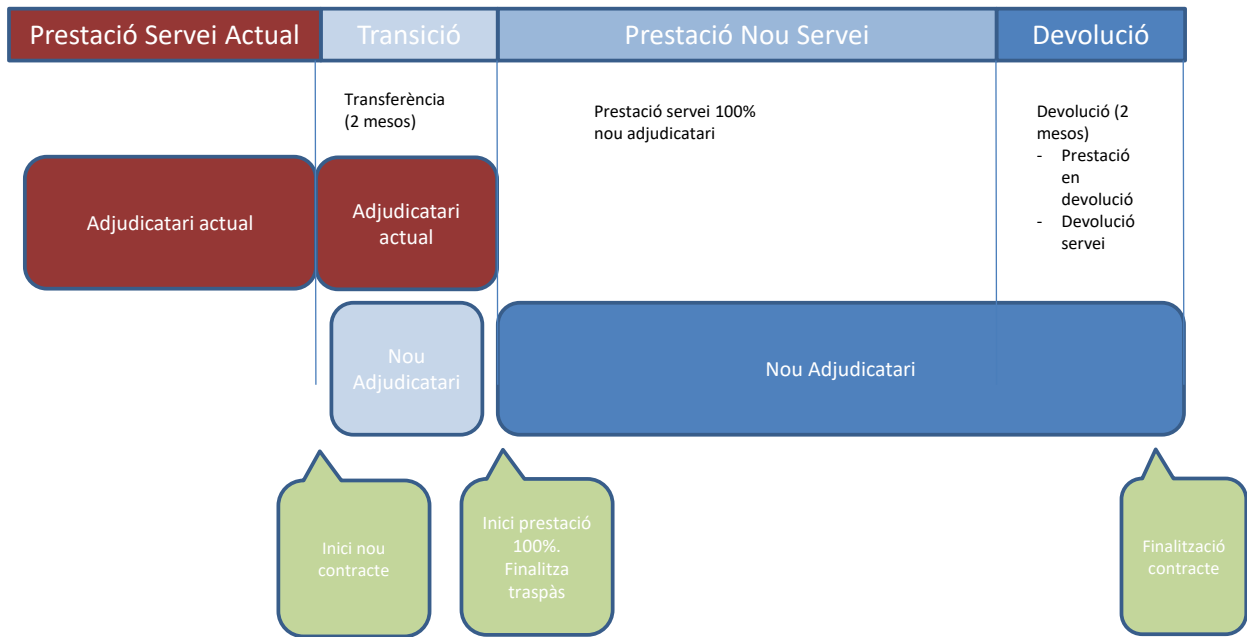 Prestació Servei Actual
Transició
Prestació Nou Servei
Devolució
Transferència
(2 mesos)
Prestació servei 100%
nou adjudicatari
Devolució (2
mesos)
- Prestació
en
devolució
- Devolució
servei
Adjudicatari actual
Adjudicatari
actual
Nou
Adjudicatari
Nou Adjudicatari
Inici nou
contracte
Inici prestació
100%.
Finalitza
traspàs
Finalització
contracte